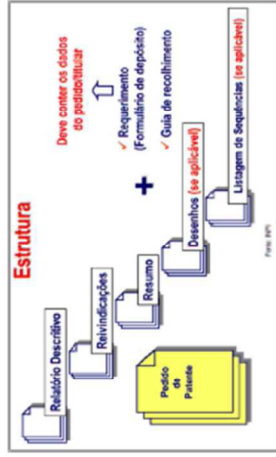 Estrutura
Relatório Descritivo
Reivindicações
Resumo
Desenhos (se aplicável)
Listagem de Sequências (se aplicável)
Pedido
de
Patente
+
Deve conter os dados
do pedido/titular
✓ Requerimento
(Formulário de depósito)
✓ Guia de recolhimento
Fonte: INPI